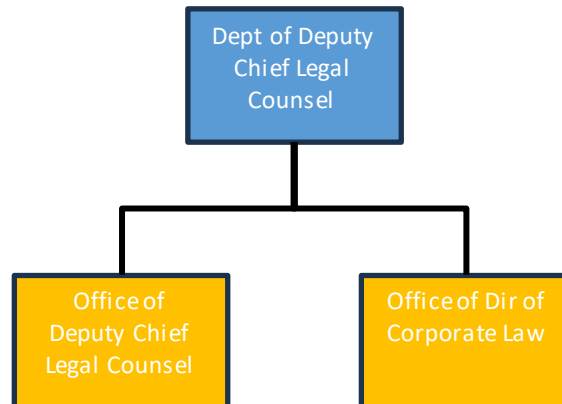 Dept of Deputy
Chief Legal
Counsel
Office of
Deputy Chief
Legal Counsel
Office of Dir of
Corporate Law